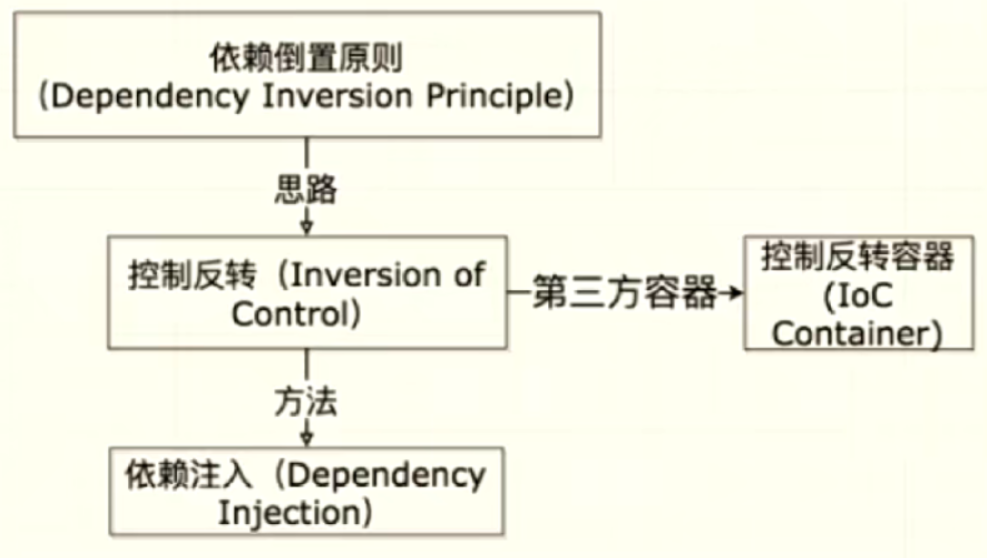 依赖倒置原则
(Dependency Inversion Principle)
思路
控制反转（Inversion of
Control)
第三方容器
控制反转容器
(IoC
Container)
方法
依赖注入（Dependency
Injection)